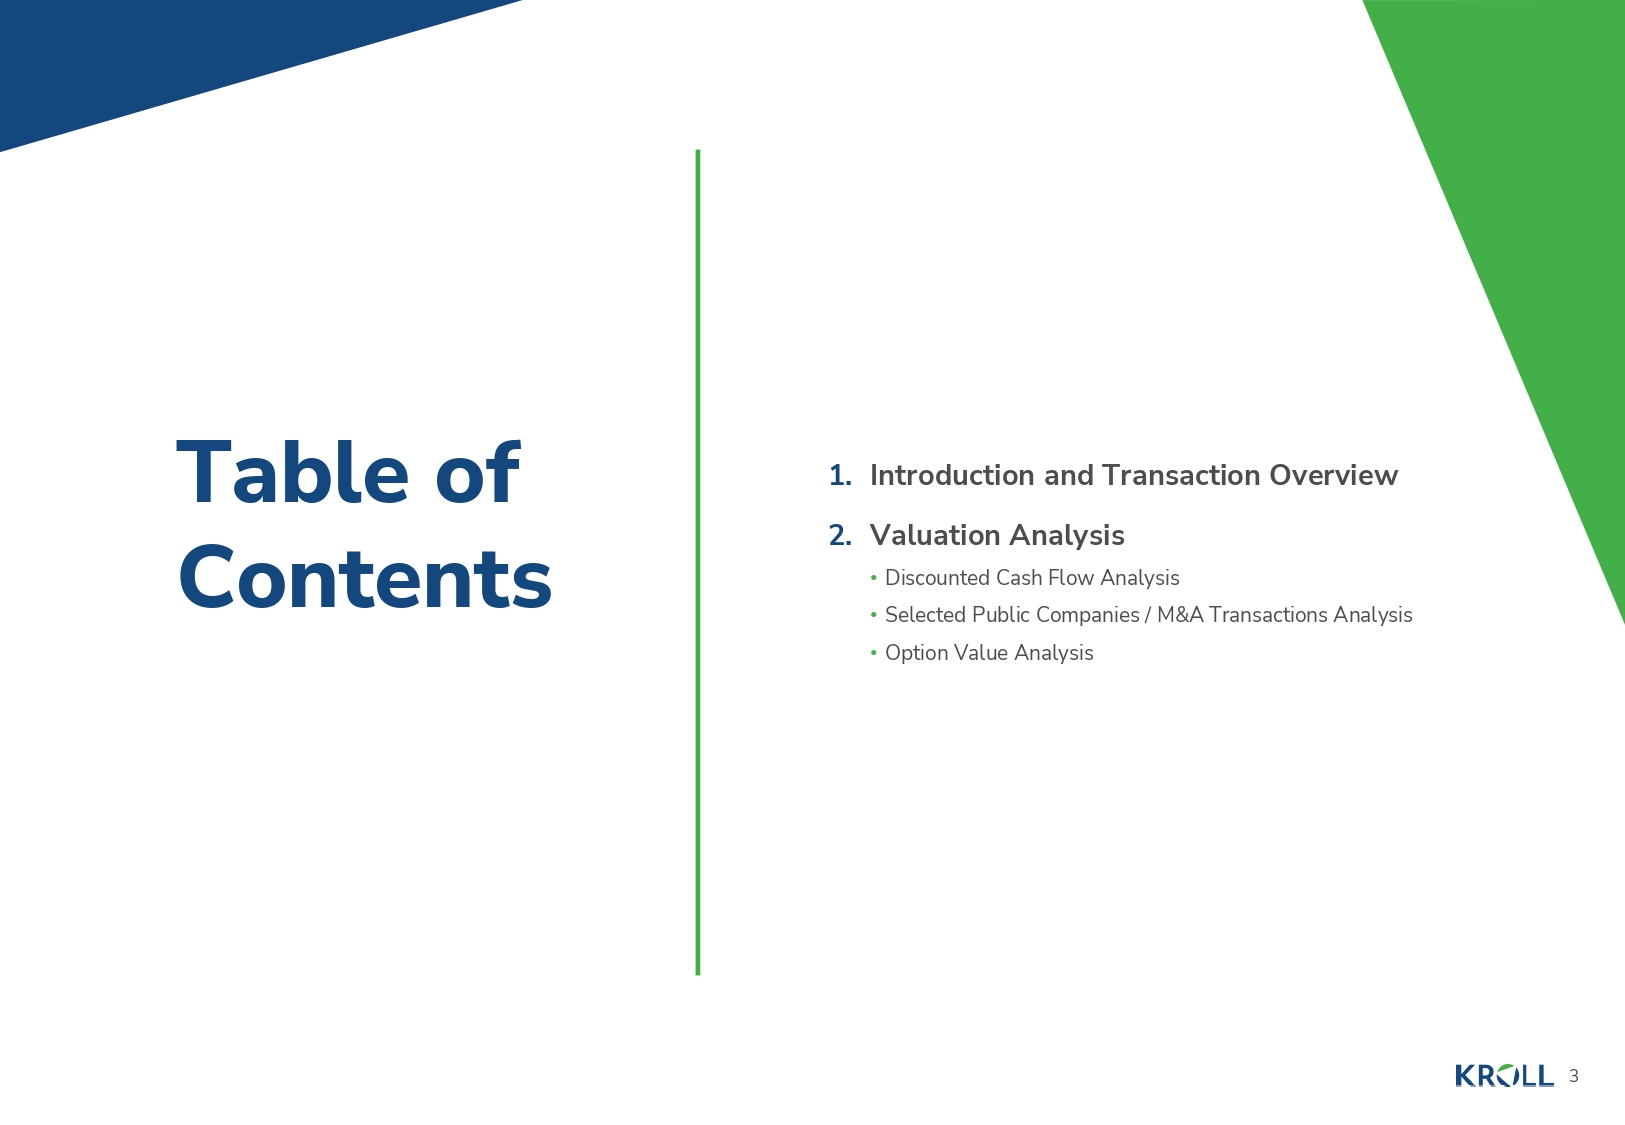 Table of
Contents
1. Introduction and Transaction Overview
2. Valuation Analysis
• Discounted Cash Flow Analysis
• Selected Public Companies / M&A Transactions Analysis
• Option Value Analysis
KROLL 3